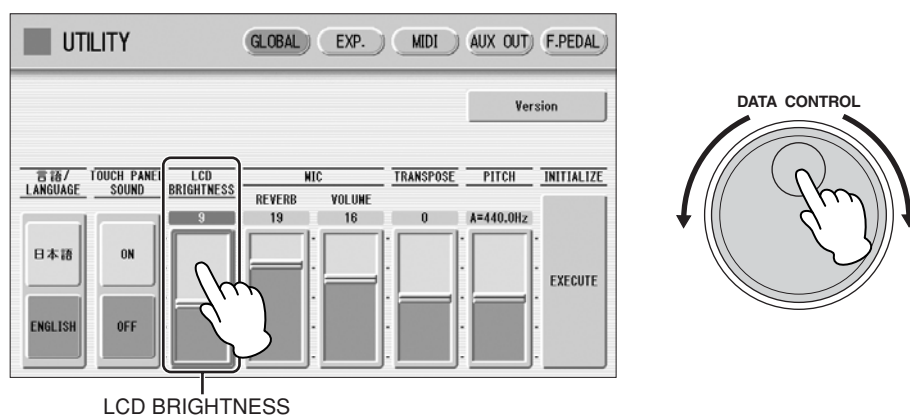 UTILITY
GLOBAL
EXP.
MIDI
AUX OUT
F.PEDAL
Version
言語/
LANGUAGE
TOUCH PANEL
SOUND
LCD
BRIGHTNESS
MIC
TRANSPOSE
PITCH
INITIALIZE
REVERB
VOLUME
9
19
16
0
A=440.0Hz
日本語
ON
ENGLISH
OFF
EXECUTE
LCD BRIGHTNESS
DATA CONTROL